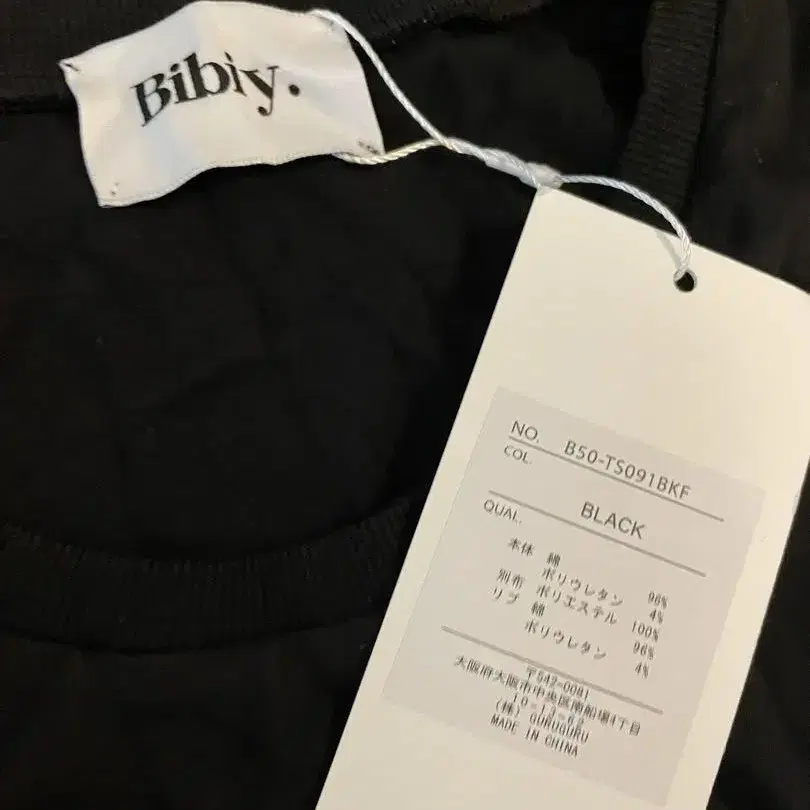 Bibiy.
NO. B50-TS091BKF
COL.
BLACK
QUAL.
本体 綿 96%
ポリウレタン 4%
別布 ポリエステル 100%
リブ 綿 96%
ポリウレタン 4%
〒542-0081
大阪府大阪市中央区南船場4丁目
(株) GURUGURU
MADE IN CHINA